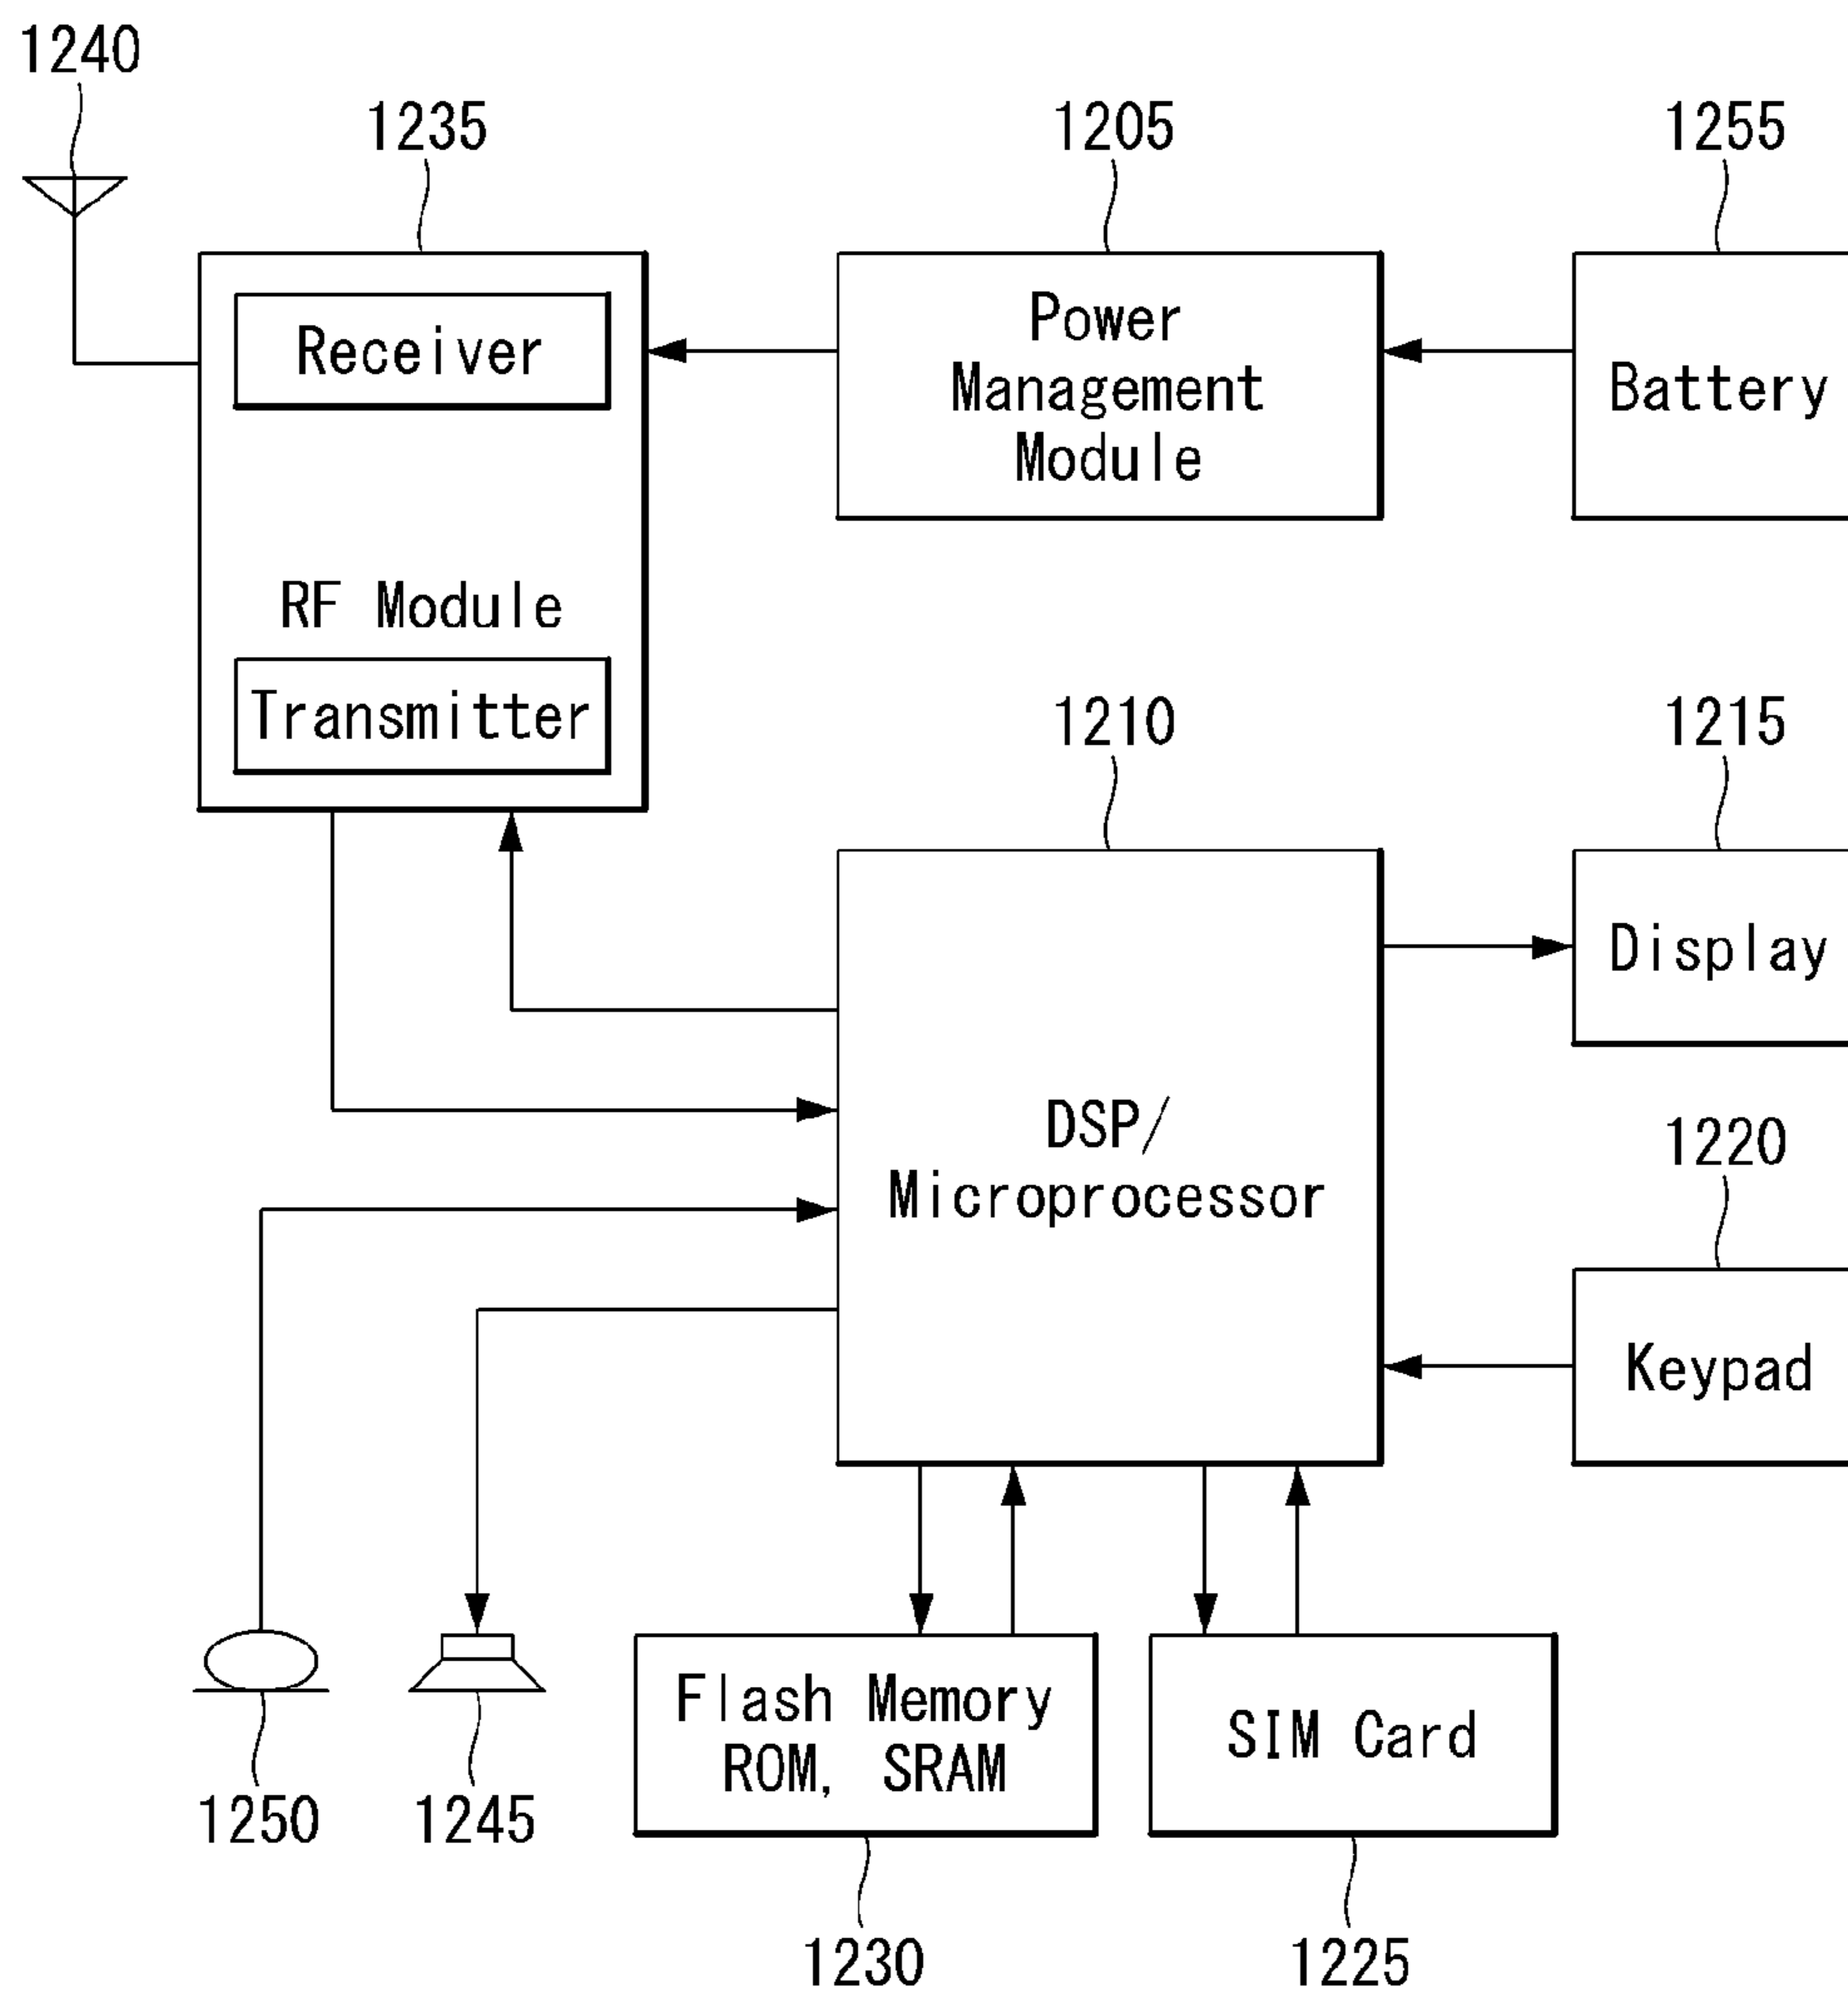 1240
1235
1205
1255
Receiver
RF Module
Transmitter
Power
Management
Module
Battery
1210
1215
DSP/
Microprocessor
Display
1220
Keypad
1250
1245
Flash Memory
ROM, SRAM
SIM Card
1230
1225